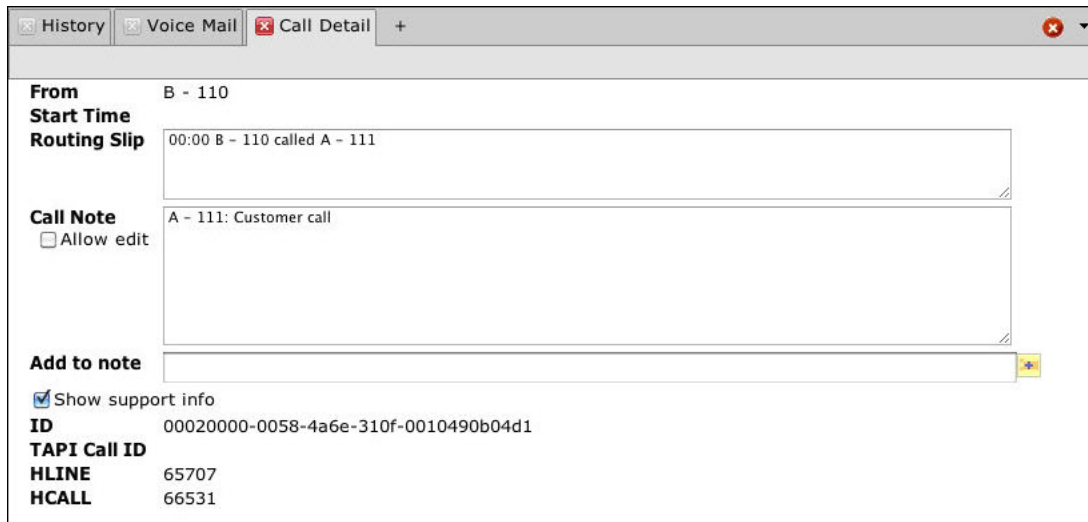 History Voice Mail Call Detail +
From B - 110
Start Time
Routing Slip 00:00 B - 110 called A - 111
Call Note A - 111: Customer call
Allow edit
Add to note
Show support info
ID 00020000-0058-4a6e-310f-0010490b04d1
TAPI Call ID
HLINE 65707
HCALL 66531